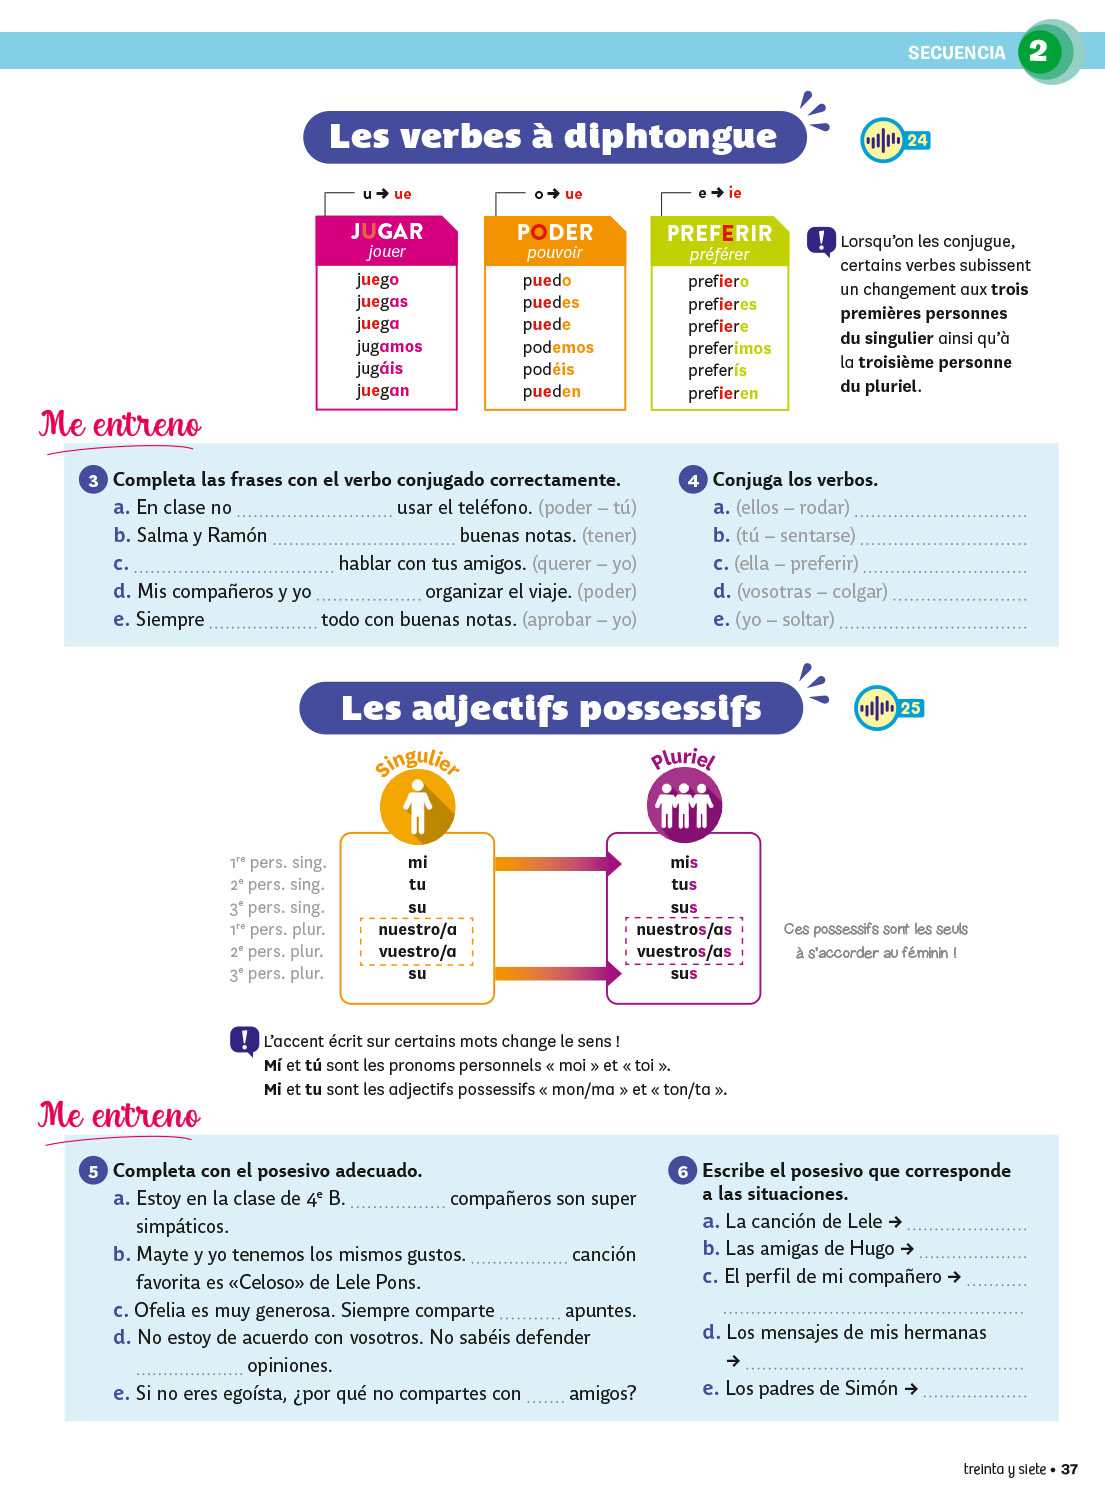 SECUENCIA 2
Les verbes à diphtongue
24
u → ue
JUGAR
jouer
juego
juegas
juega
jugamos
jugáis
juegan
o → ue
PODER
pouvoir
puedo
puedes
puede
podemos
podéis
pueden
e → ie
PREFERIR
préférer
prefiero
prefieres
prefiere
preferimos
preferís
prefieren
! Lorsqu'on les conjugue,
certains verbes subissent
un changement aux trois
premières personnes
du singulier ainsi qu'à
la troisième personne
du pluriel.
Me entreno
3 Completa las frases con el verbo conjugado correctamente.
a. En clase no ............................ usar el teléfono. (poder – tú)
b. Salma y Ramón ................................. buenas notas. (tener)
c. .................................... hablar con tus amigos. (querer – yo)
d. Mis compañeros y yo ................... organizar el viaje. (poder)
e. Siempre .................... todo con buenas notas. (aprobar – yo)
4 Conjuga los verbos.
a. (ellos – rodar) ...............................
b. (tú – sentarse) ..............................
c. (ella – preferir) ..............................
d. (vosotras – colgar) ........................
e. (yo – soltar) ..................................
Les adjectifs possessifs
25
Singulier
Pluriel
1re pers. sing. mi mis
2e pers. sing. tu tus
3e pers. sing. su sus
1re pers. plur. nuestro/a nuestros/as
2e pers. plur. vuestro/a vuestros/as
3e pers. plur. su sus
Ces possessifs sont les seuls
à s'accorder au féminin !
! L'accent écrit sur certains mots change le sens !
Mí et tú sont les pronoms personnels « moi » et « toi ».
Mi et tu sont les adjectifs possessifs « mon/ma » et « ton/ta ».
Me entreno
5 Completa con el posesivo adecuado.
a. Estoy en la clase de 4e B. ................. compañeros son super
simpáticos.
b. Mayte y yo tenemos los mismos gustos. ................. canción
favorita es «Celoso» de Lele Pons.
c. Ofelia es muy generosa. Siempre comparte ........... apuntes.
d. No estoy de acuerdo con vosotros. No sabéis defender
................... opiniones.
e. Si no eres egoísta, ¿por qué no compartes con ....... amigos?
6 Escribe el posesivo que corresponde
a las situaciones.
a. La canción de Lele → ......................
b. Las amigas de Hugo → ....................
c. El perfil de mi compañero → ...........
......................................................
d. Los mensajes de mis hermanas
→ ..................................................
e. Los padres de Simón → ...................
treinta y siete • 37